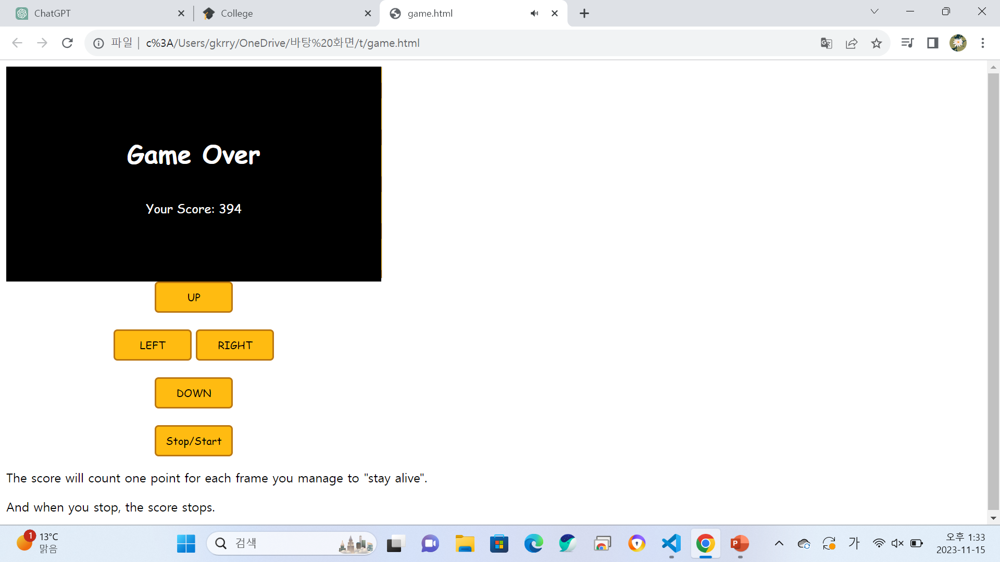 ChatGPT
College
game.html
파일
c%3A/Users/gkrry/OneDrive/바탕%20화면/t/game.html
Game Over
Your Score: 394
UP
LEFT
RIGHT
DOWN
Stop/Start
The score will count one point for each frame you manage to "stay alive".
And when you stop, the score stops.
1
13°C
맑음
검색
P
가
오후 1:33
2023-11-15